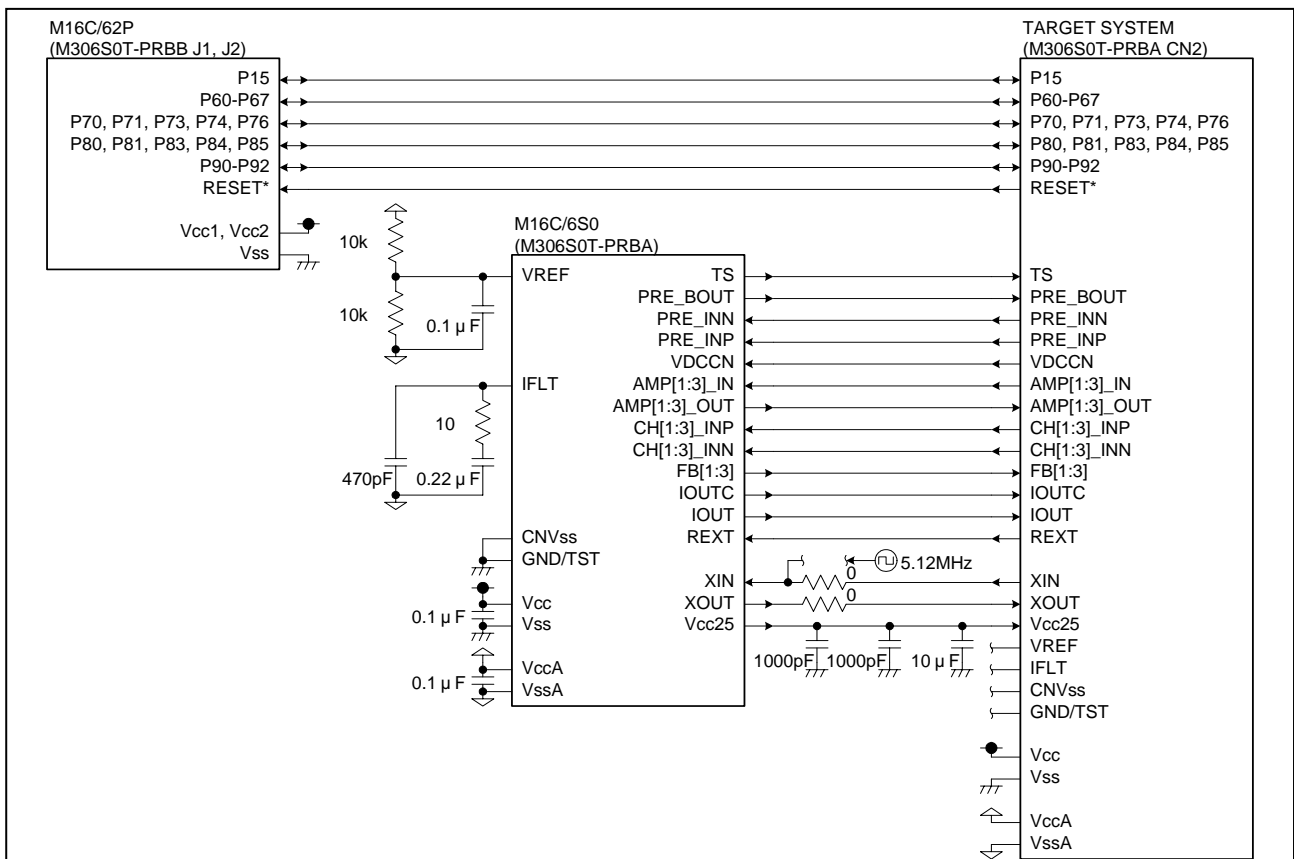 M16C/62P
(M306S0T-PRBB J1, J2)
P15
P60-P67
P70, P71, P73, P74, P76
P80, P81, P83, P84, P85
P90-P92
RESET*
Vcc1, Vcc2
Vss
TARGET SYSTEM
(M306S0T-PRBA CN2)
P15
P60-P67
P70, P71, P73, P74, P76
P80, P81, P83, P84, P85
P90-P92
RESET*
10k
10k
0.1 µ F
10
470pF
0.22 µ F
0.1 µ F
0.1 µ F
M16C/6S0
(M306S0T-PRBA)
VREF
IFLT
CNVss
GND/TST
Vcc
Vss
VccA
VssA
TS
PRE_BOUT
PRE_INN
PRE_INP
VDCCN
AMP[1:3]_IN
AMP[1:3]_OUT
CH[1:3]_INP
CH[1:3]_INN
FB[1:3]
IOUTC
IOUT
REXT
XIN
XOUT
Vcc25
5.12MHz
0
0
1000pF
1000pF
10 µ F
TS
PRE_BOUT
PRE_INN
PRE_INP
VDCCN
AMP[1:3]_IN
AMP[1:3]_OUT
CH[1:3]_INP
CH[1:3]_INN
FB[1:3]
IOUTC
IOUT
REXT
XIN
XOUT
Vcc25
VREF
IFLT
CNVss
GND/TST
Vcc
Vss
VccA
VssA